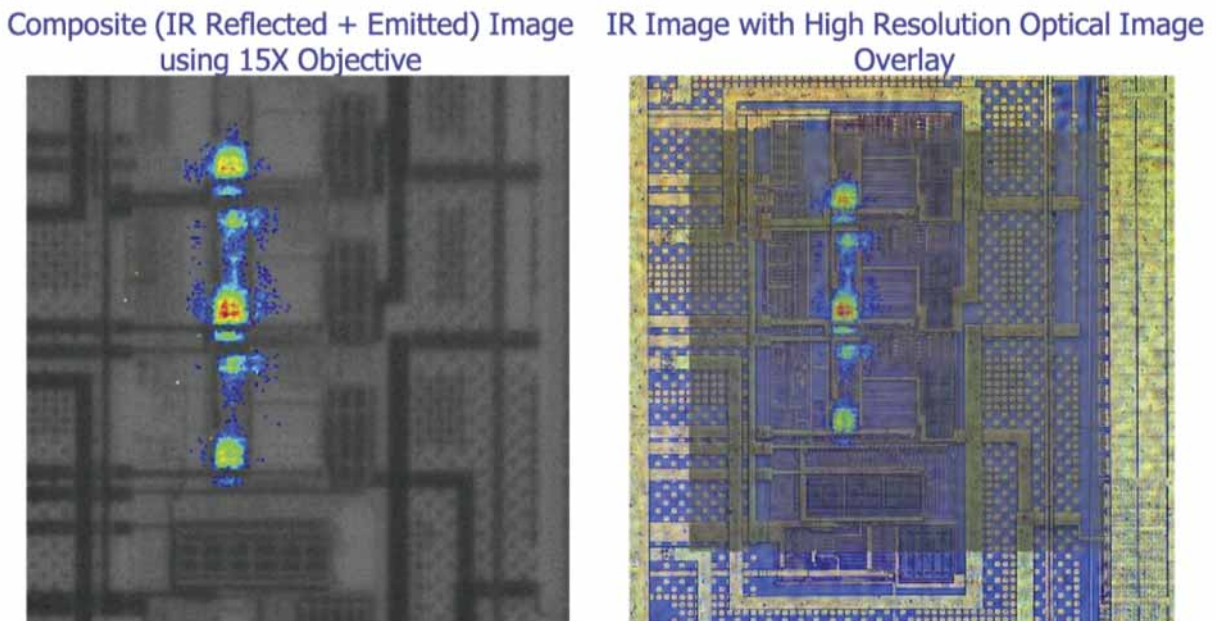 Composite (IR Reflected + Emitted) Image
using 15X Objective
IR Image with High Resolution Optical Image
Overlay